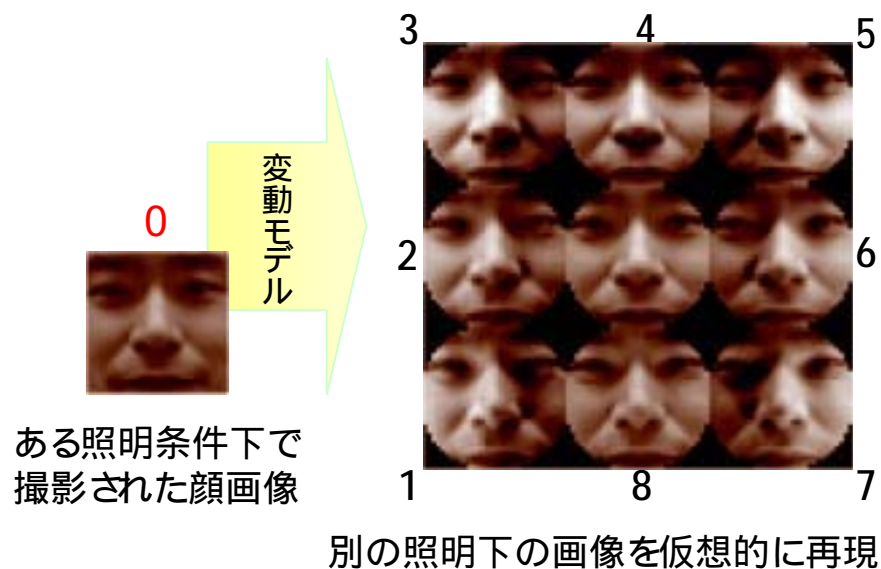 3 4 5
変動モデル
0
2
6
ある照明条件下で
撮影された顔画像
1 8 7
別の照明下の画像を仮想的に再現